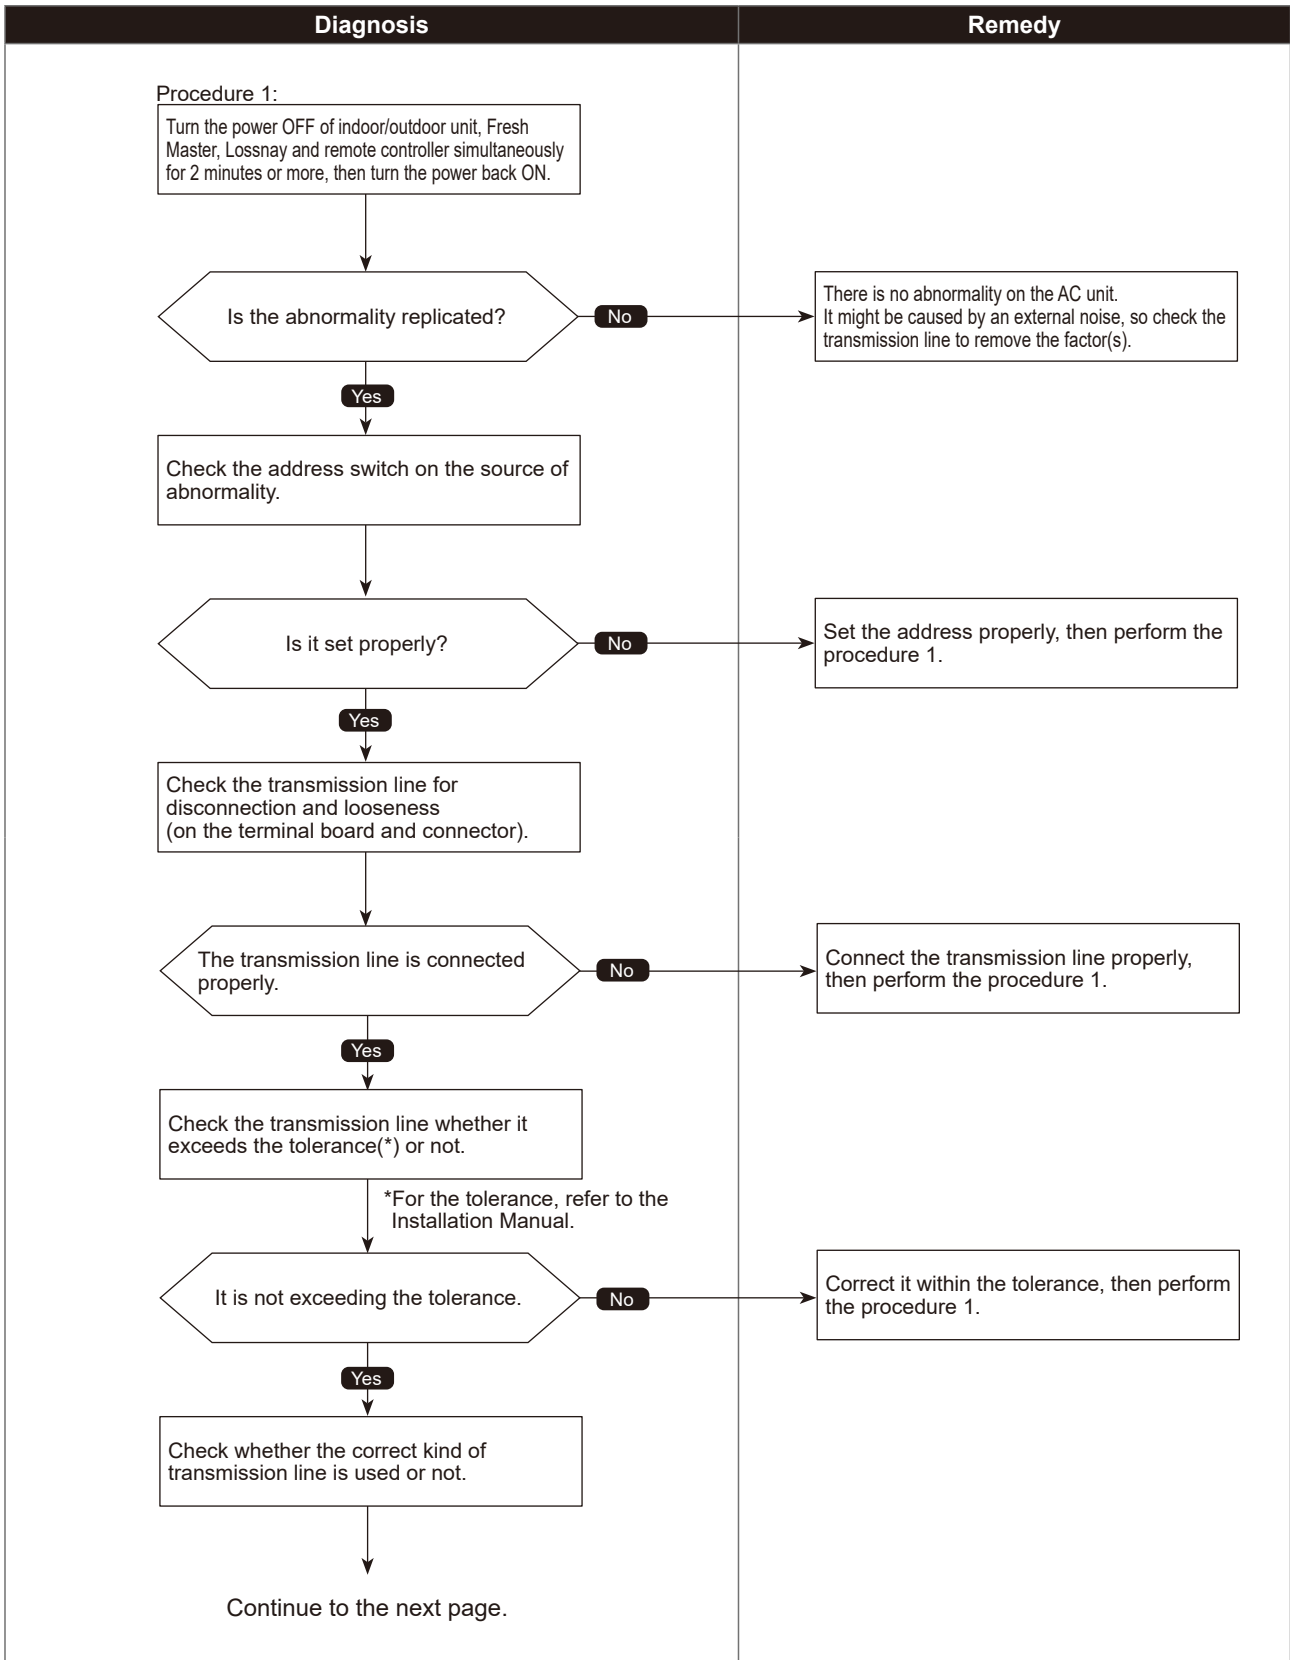 Diagnosis
Remedy
Procedure 1:
Turn the power OFF of indoor/outdoor unit, Fresh
Master, Lossnay and remote controller simultaneously
for 2 minutes or more, then turn the power back ON.
Is the abnormality replicated?
No
There is no abnormality on the AC unit.
It might be caused by an external noise, so check the
transmission line to remove the factor(s).
Yes
Check the address switch on the source of
abnormality.
Is it set properly?
No
Set the address properly, then perform the
procedure 1.
Yes
Check the transmission line for
disconnection and looseness
(on the terminal board and connector).
The transmission line is connected
properly.
No
Connect the transmission line properly,
then perform the procedure 1.
Yes
Check the transmission line whether it
exceeds the tolerance(*) or not.
*For the tolerance, refer to the
Installation Manual.
It is not exceeding the tolerance.
No
Correct it within the tolerance, then perform
the procedure 1.
Yes
Check whether the correct kind of
transmission line is used or not.
Continue to the next page.